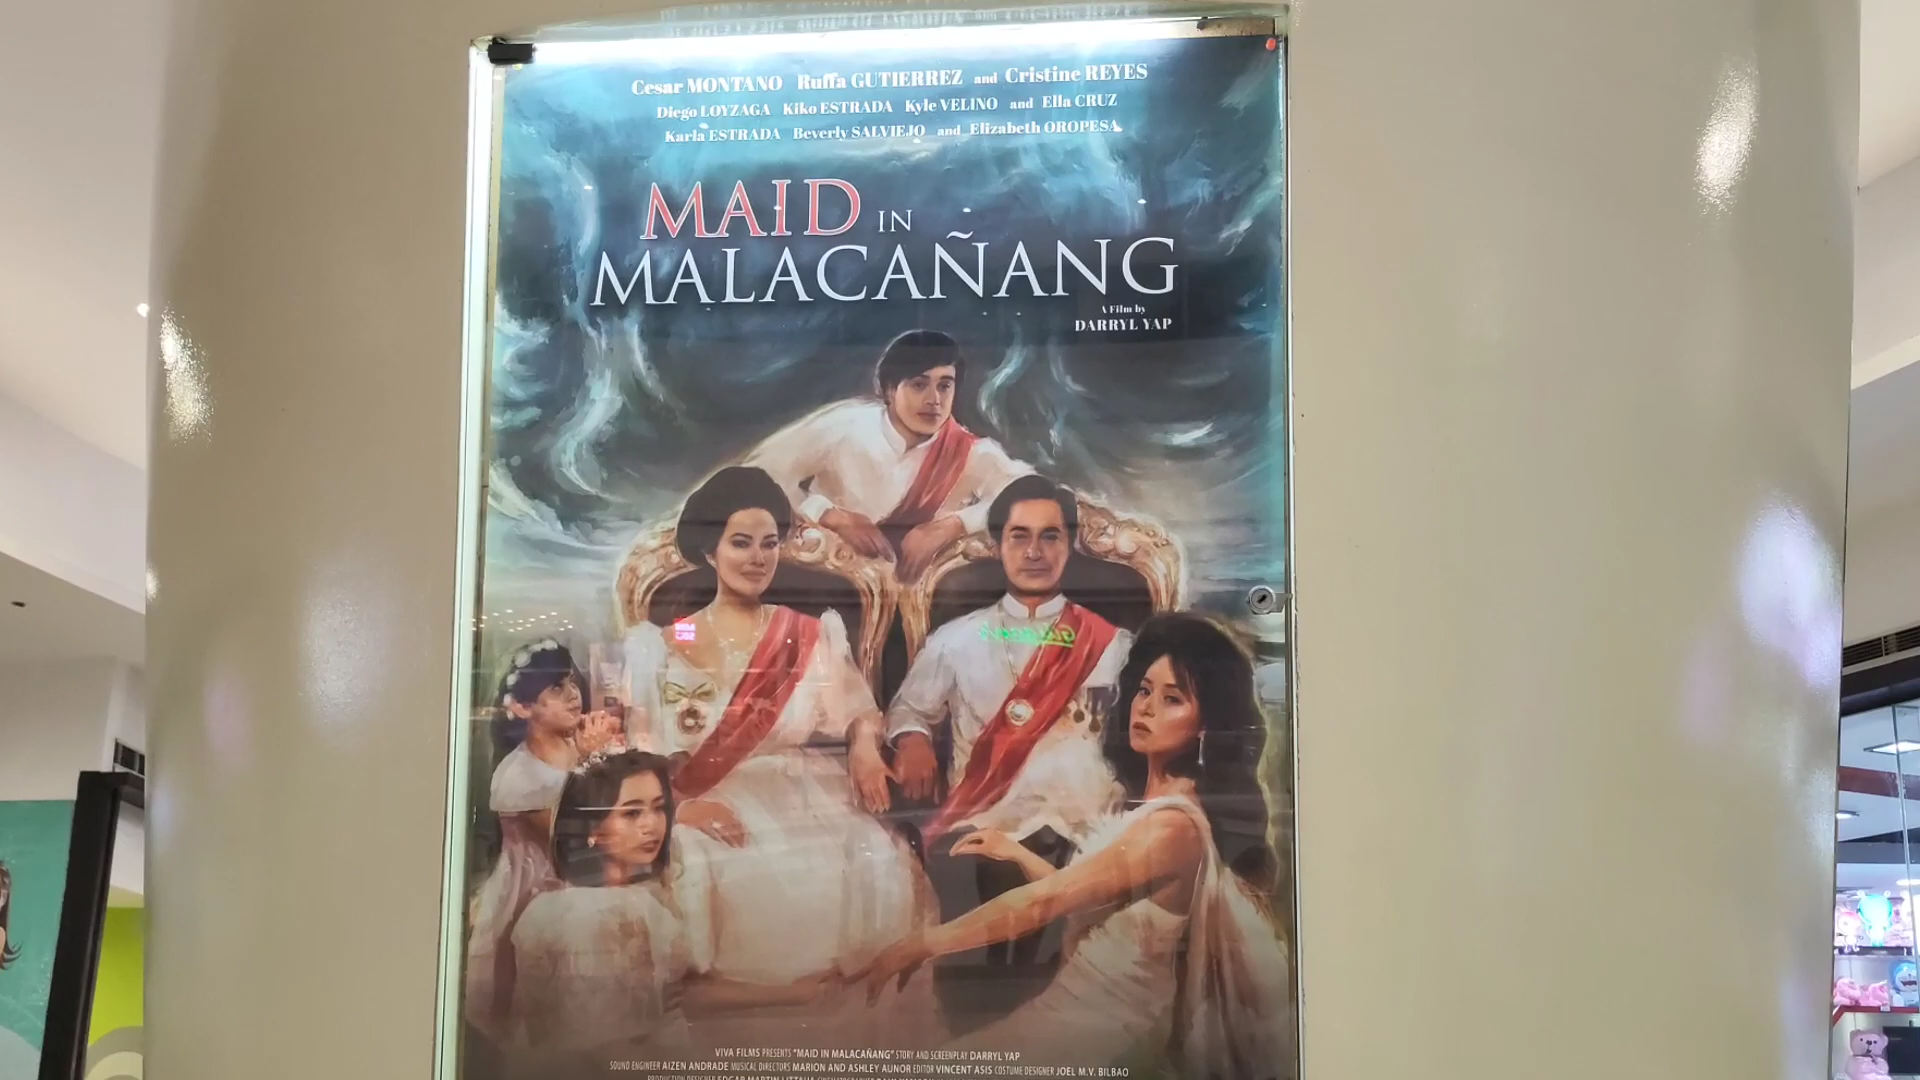 Cesar MONTANO Ruffa GUTIERREZ and Cristine REYES
Diego LOYZAGA Kiko ESTRADA Kyle VELINO and Ella CRUZ
Karla ESTRADA Beverly SALVIEJO and Elizabeth OROPESA
MAID IN
MALACAÑANG
A Film by
DARRYL YAP
VIVA FILMS PRESENTS "MAID IN MALACAÑANG" STORY AND SCREENPLAY DARRYL YAP
SOUND ENGINEER AIZEN ANDRADE MUSICAL DIRECTORS MARION AND ASHLEY AUNOR EDITOR VINCENT ASIS COSTUME DESIGNER JOEL M.V. BILBAO